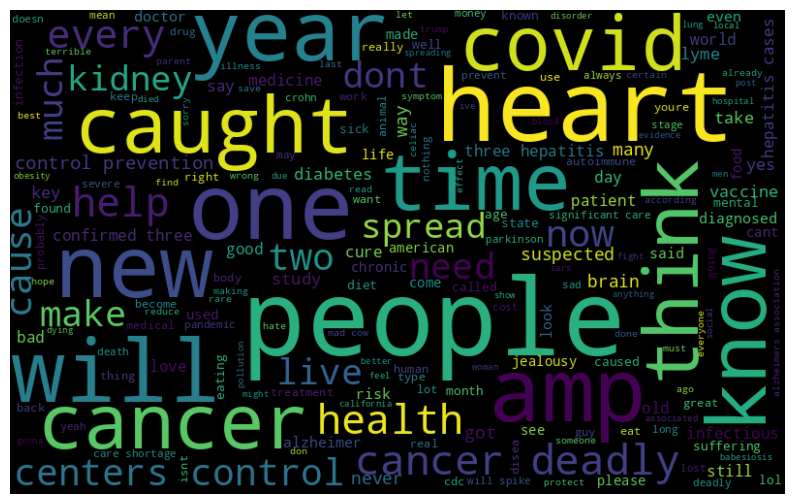 infection
terrible
mean
disorder
let
money
trump
doesn
drug
doctor
every
much
kidney
illness
parent
spreading
last
save
year
say
keep
died
sorry
medicine
crohn
sick
dont
made
really
well
work
symptom
animal
way
celiac
covid
known
prevent
use
always
ive
nothing
lung
local
certain
youre
hospital
evidence
even
world
lyme
already
post
take
hepatitis cases
best
caught
heart
blood
stage
control prevention
may
life
three hepatitis
many
autoimmune
day
food
yes
men
vaccine
mental
diagnosed
obesity
severe
find
right
wrong
due
diabetes
read
want
effect
time
patient
according
key
found
probably
cause
help
one
spread
age
state
significant care
parkinson
think
said
cant
going
confirmed three
good
two
cure
american
now
suspected
fight
sars
hope
new
body
study
chronic
need
called
come
diet
brain
know
everyone
social
alzheimers association
making
rare
used
become
reduce
pandemic
make
bad
dying
medical
hate
mad cow
people
show
cost
sad
look
anything
done
must
jealousy
caused
will
death
thing
love
eating
pollution
might
live
better
feel
treatment
human
type
woman
california
lot
risk
month
amp
ago
great
old
associated
back
yeah
gonna
cancer
isnt
care shortage
don
health
alzheimer
real
got
guy
see
someone
eat
long
infectious
suffering
babesiosis
centers control
never
cancer deadly
disea
cdc
will spike
protect
please
lost
still
deadly
lol